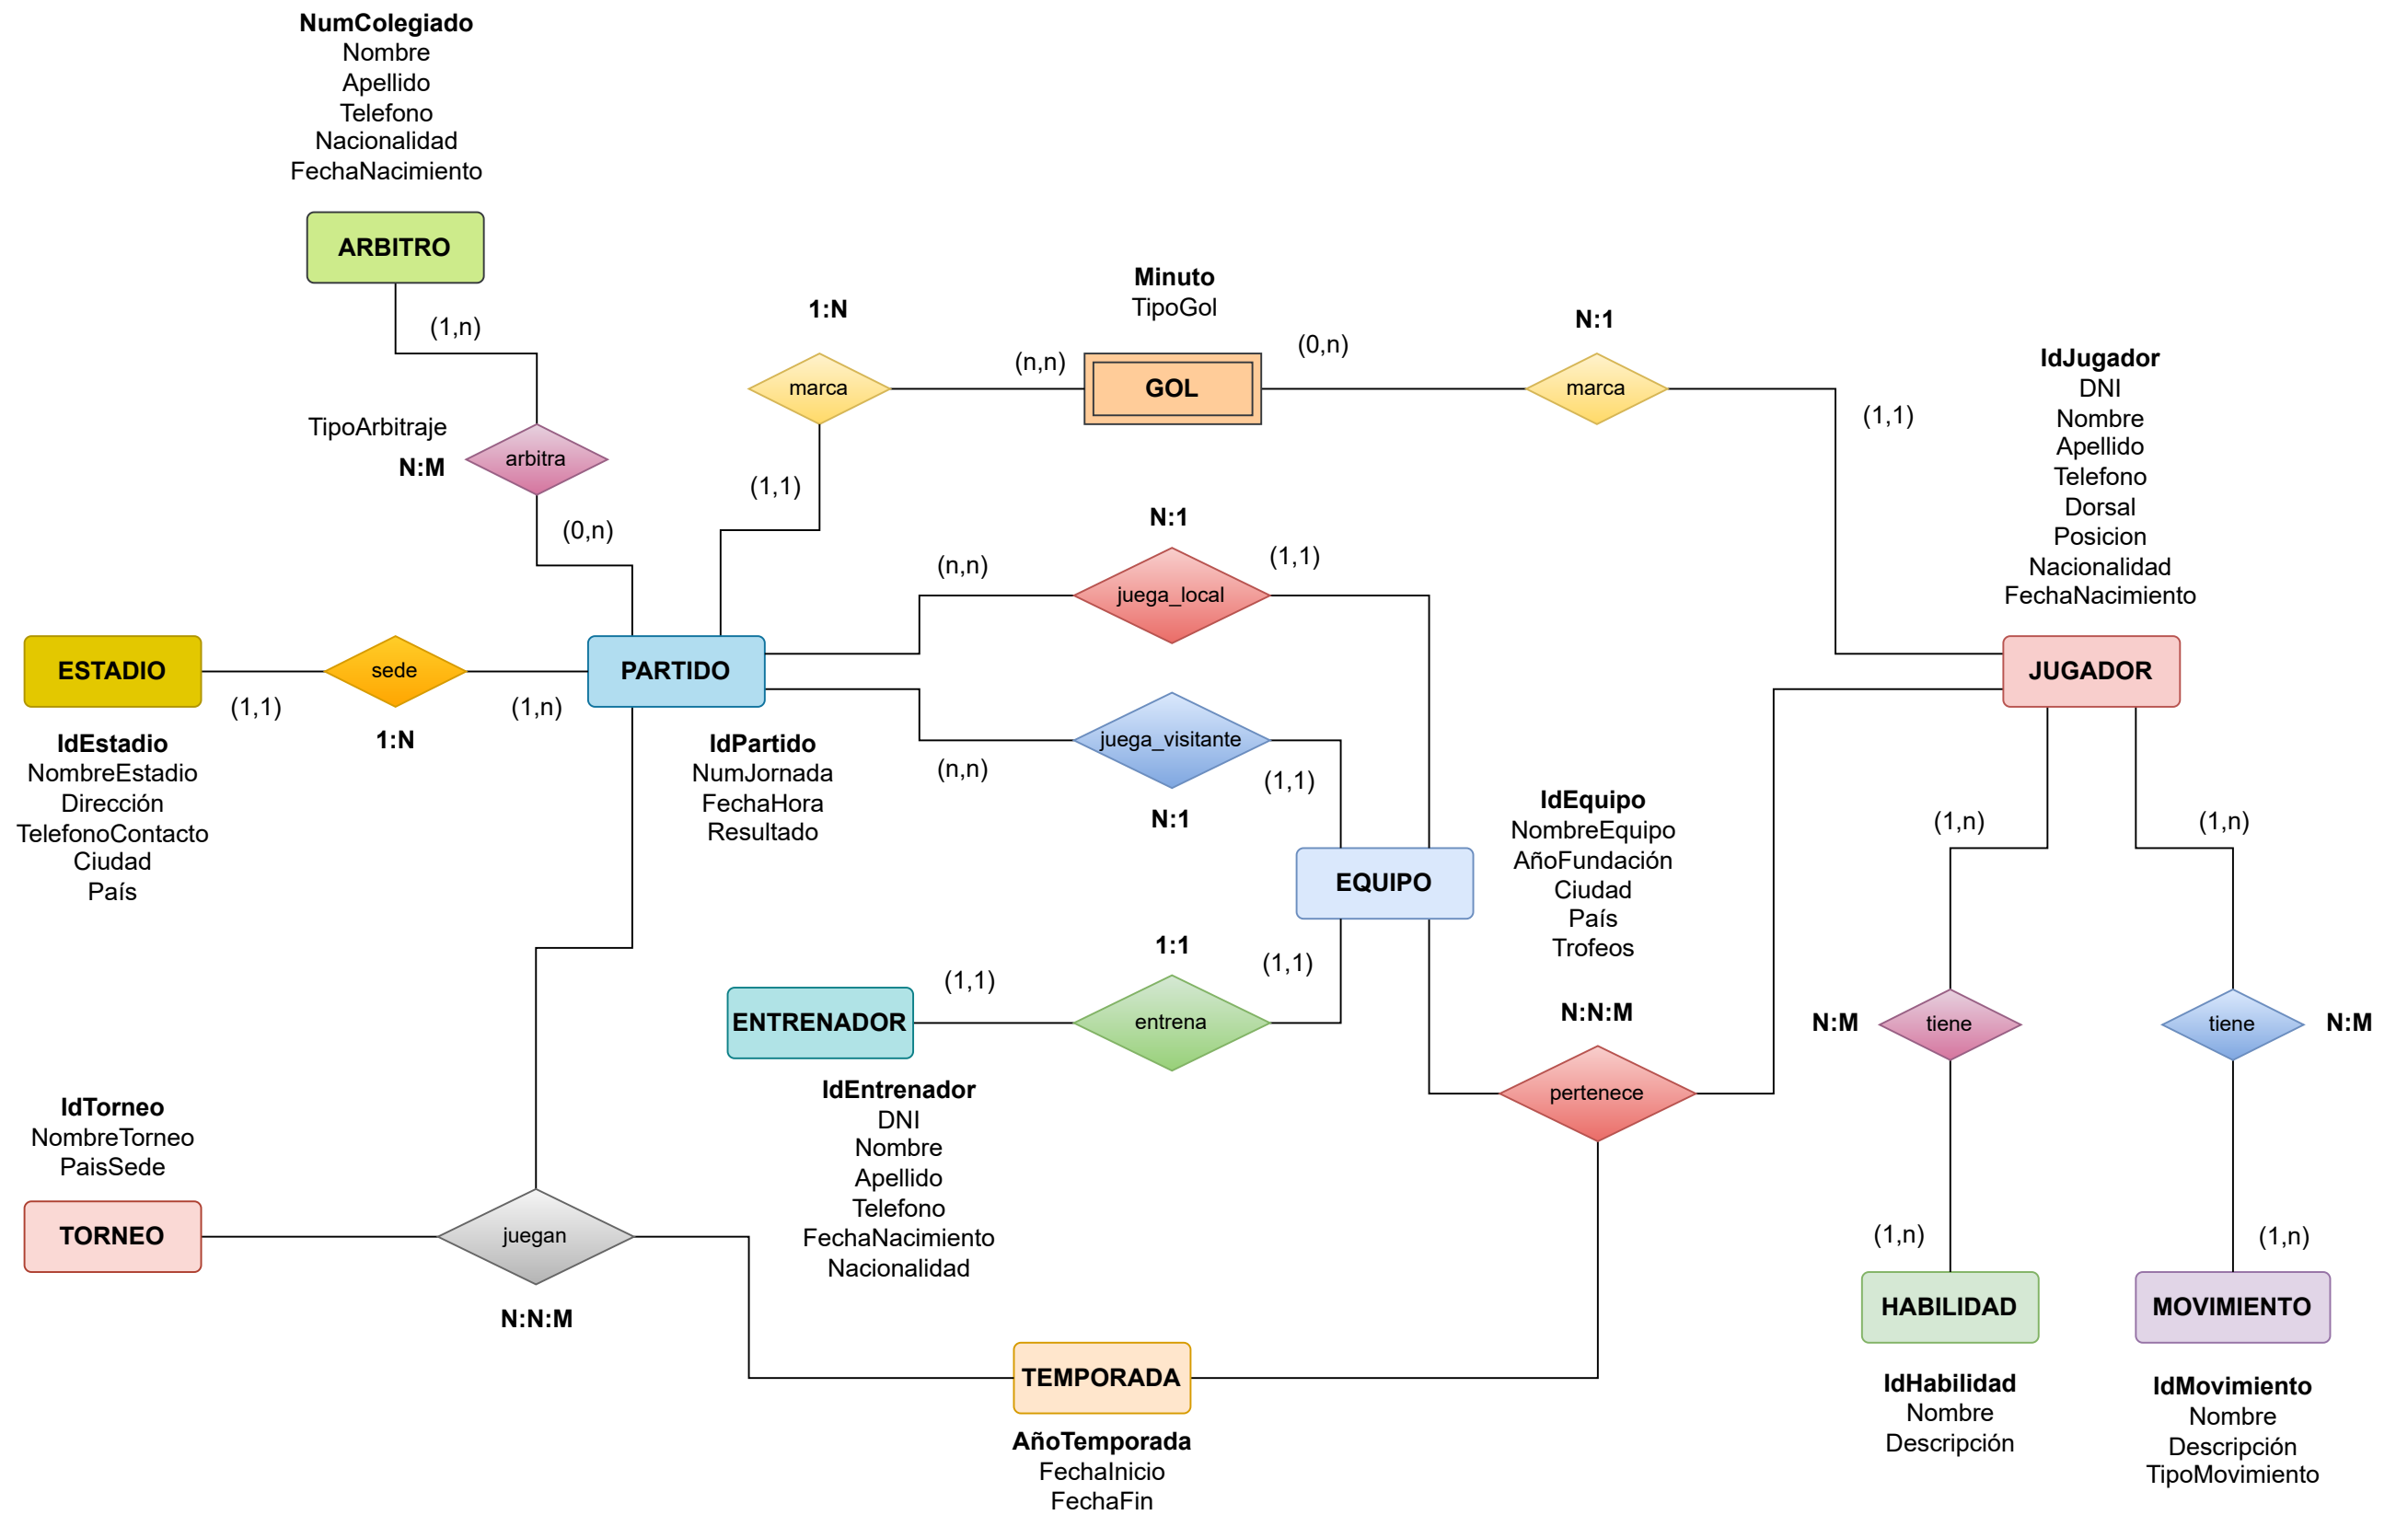 NumColegiado
Nombre
Apellido
Telefono
Nacionalidad
FechaNacimiento
ARBITRO
(1,n)
TipoArbitraje
N:M
arbitra
(0,n)
1:N
marca
(1,1)
(n,n)
Minuto
TipoGol
GOL
(0,n)
N:1
marca
(1,1)
IdJugador
DNI
Nombre
Apellido
Telefono
Dorsal
Posicion
Nacionalidad
FechaNacimiento
JUGADOR
ESTADIO
(1,1)
sede
1:N
(1,n)
PARTIDO
IdEstadio
NombreEstadio
Dirección
TelefonoContacto
Ciudad
País
IdPartido
NumJornada
FechaHora
Resultado
N:1
(n,n)
juega_local
(1,1)
juega_visitante
(n,n)
(1,1)
N:1
EQUIPO
IdEquipo
NombreEquipo
AñoFundación
Ciudad
País
Trofeos
1:1
(1,1)
(1,1)
ENTRENADOR
entrena
IdEntrenador
DNI
Nombre
Apellido
Telefono
FechaNacimiento
Nacionalidad
N:N:M
pertenece
(1,n)
(1,n)
N:M
tiene
tiene
N:M
(1,n)
(1,n)
HABILIDAD
MOVIMIENTO
IdHabilidad
Nombre
Descripción
IdMovimiento
Nombre
Descripción
TipoMovimiento
IdTorneo
NombreTorneo
PaisSede
TORNEO
juegan
N:N:M
TEMPORADA
AñoTemporada
FechaInicio
FechaFin